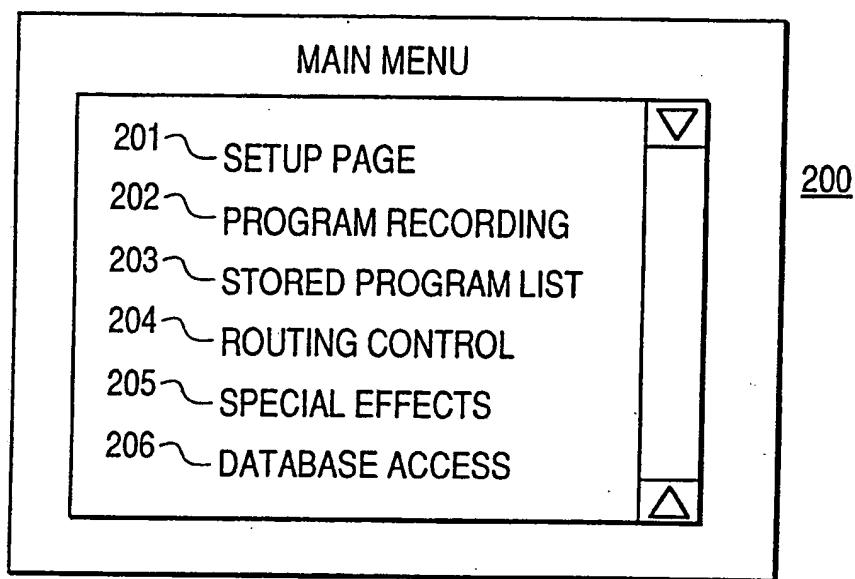 MAIN MENU
201 SETUP PAGE
202 PROGRAM RECORDING
203 STORED PROGRAM LIST
204 ROUTING CONTROL
205 SPECIAL EFFECTS
206 DATABASE ACCESS
200